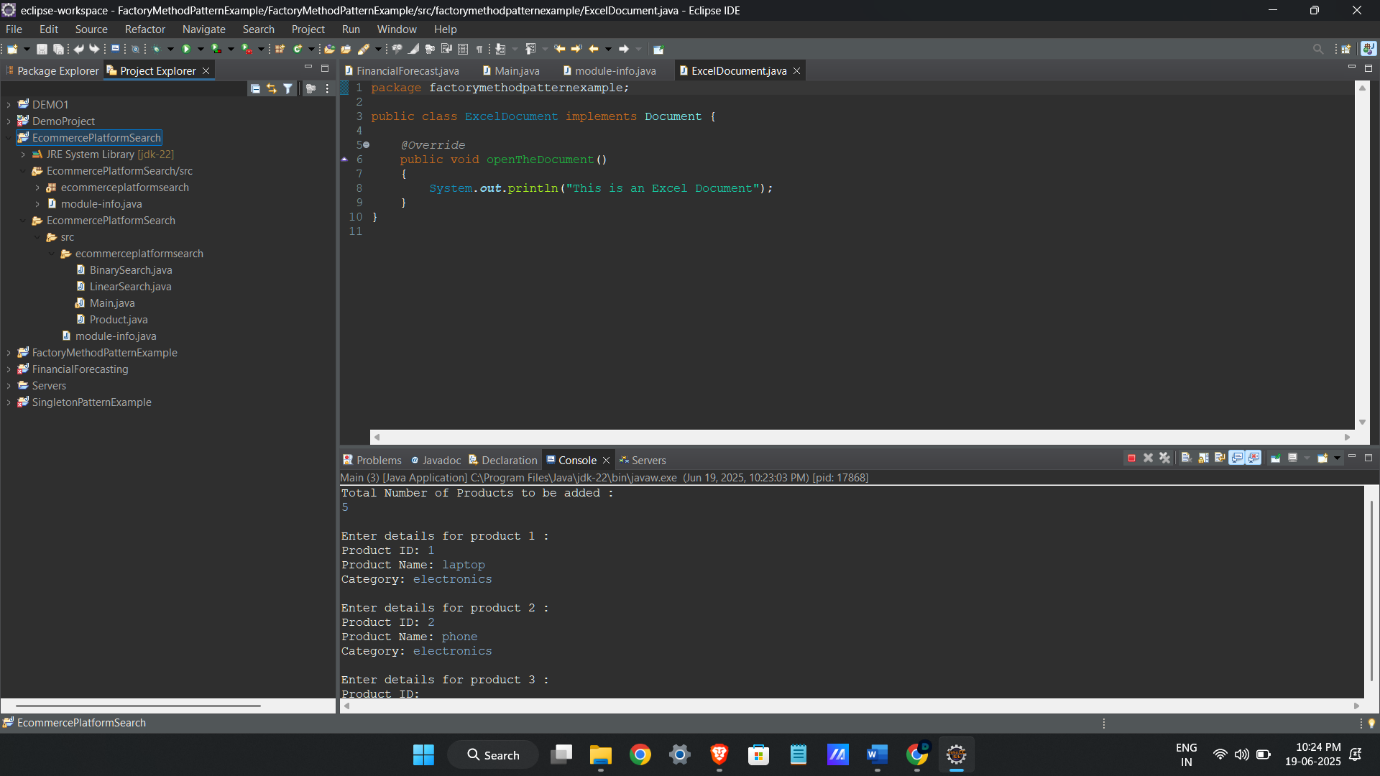 eclipse-workspace - FactoryMethodPatternExample/FactoryMethodPatternExample/src/factorymethodpatternexample/ExcelDocument.java - Eclipse IDE
File Edit Source Refactor Navigate Search Project Run Window Help
Package Explorer Project Explorer
FinancialForecast.java Main.java module-info.java ExcelDocument.java
DEMO1
DemoProject
EcommercePlatformSearch
JRE System Library [jdk-22]
EcommercePlatformSearch/src
ecommerceplatformsearch
module-info.java
EcommercePlatformSearch
src
ecommerceplatformsearch
BinarySearch.java
LinearSearch.java
Main.java
Product.java
module-info.java
FactoryMethodPatternExample
FinancialForecasting
Servers
SingletonPatternExample
1 package factorymethodpatternexample;
2
3 public class ExcelDocument implements Document {
4
5 @Override
6 public void openTheDocument()
7 {
8 System.out.println("This is an Excel Document");
9 }
10 }
11
Problems Javadoc Declaration Console Servers
Main (3) [Java Application] C:\Program Files\Java\jdk-22\bin\javaw.exe (Jun 19, 2025, 10:23:03 PM) [pid: 17868]
Total Number of Products to be added :
5
Enter details for product 1 :
Product ID: 1
Product Name: laptop
Category: electronics
Enter details for product 2 :
Product ID: 2
Product Name: phone
Category: electronics
Enter details for product 3 :
Product ID:
EcommercePlatformSearch
Search
ENG
IN
10:24 PM
19-06-2025